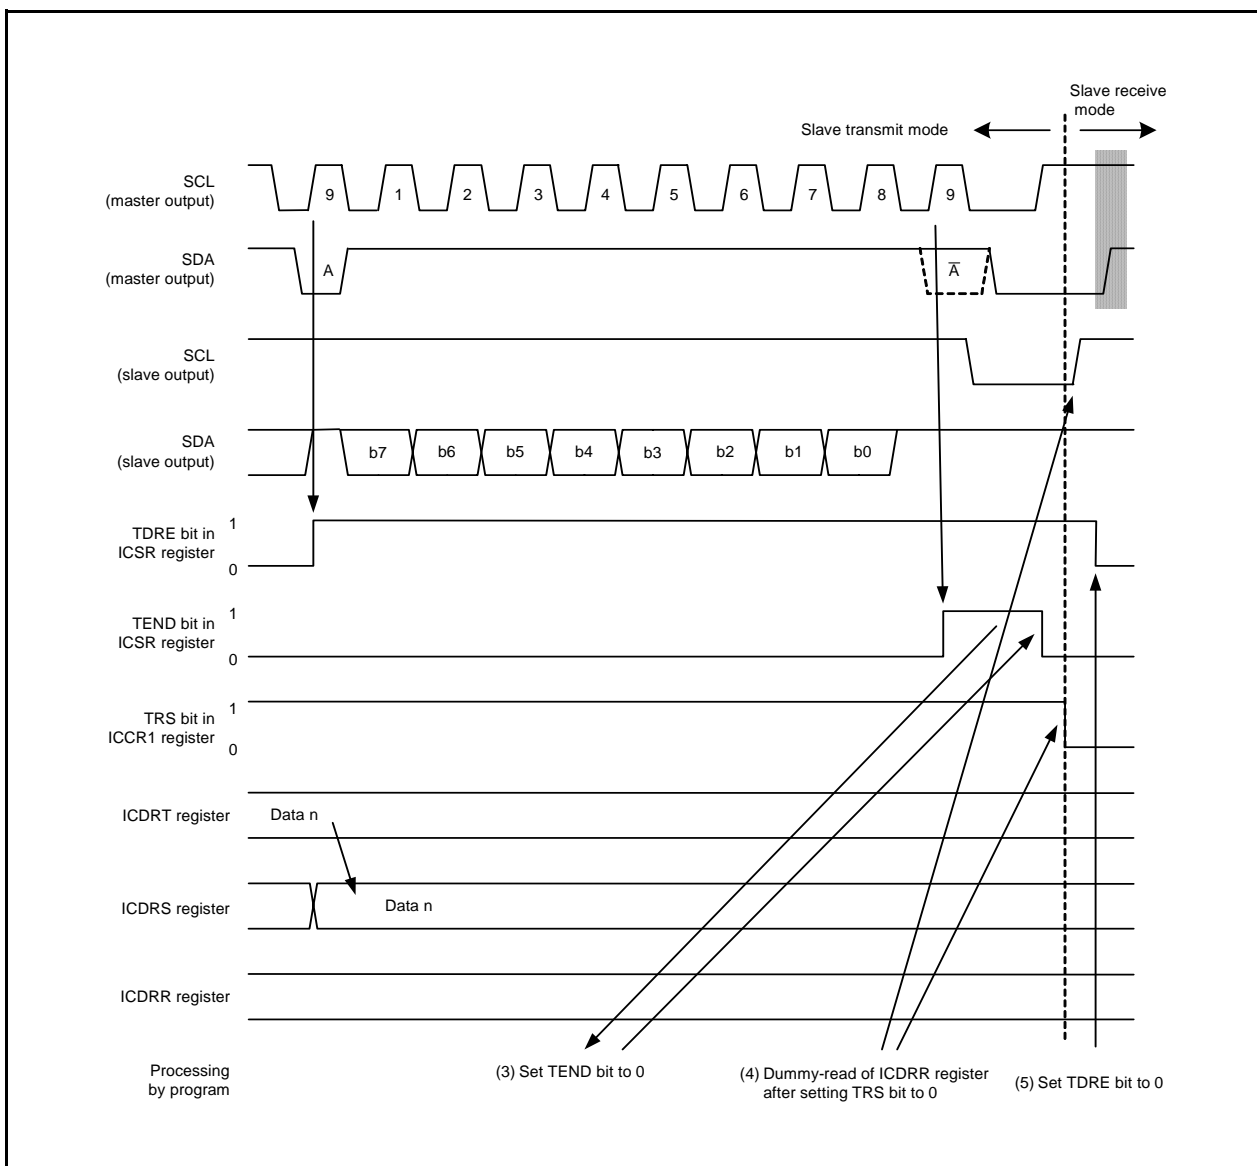 Slave receive
mode
Slave transmit mode
SCL
(master output)
9 1 2 3 4 5 6 7 8 9
SDA
(master output)
A A̅
SCL
(slave output)
SDA
(slave output)
b7 b6 b5 b4 b3 b2 b1 b0
TDRE bit in
ICSR register
1
0
TEND bit in
ICSR register
1
0
TRS bit in
ICCR1 register
1
0
ICDRT register
Data n
ICDRS register
Data n
ICDRR register
Processing
by program
(3) Set TEND bit to 0
(4) Dummy-read of ICDRR register
after setting TRS bit to 0
(5) Set TDRE bit to 0